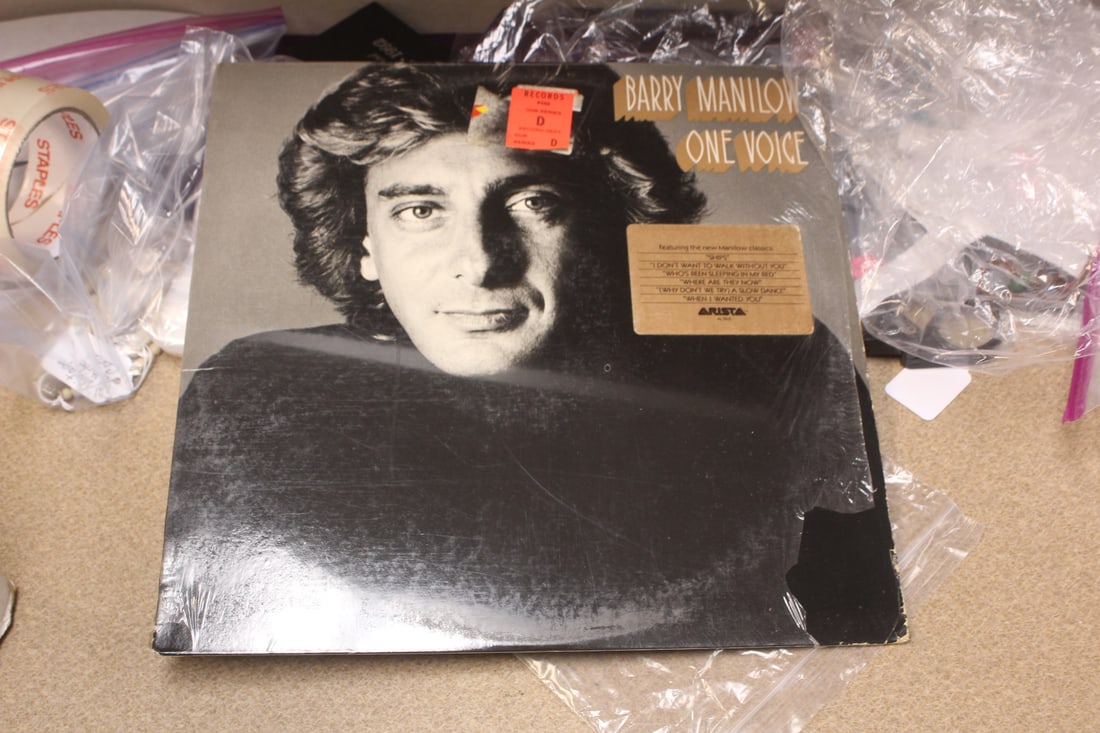 BARRY MANILOW
ONE VOICE
RECORDS
D
D
featuring the new Manilow classics:
"SHIPS"
"I DON'T WANT TO WALK WITHOUT YOU"
"WHO'S BEEN SLEEPING IN MY BED"
"WHERE ARE THEY NOW"
"(WHY DON'T WE TRY) A SLOW DANCE"
"WHEN I WANTED YOU"
ARISTA
STAPLES